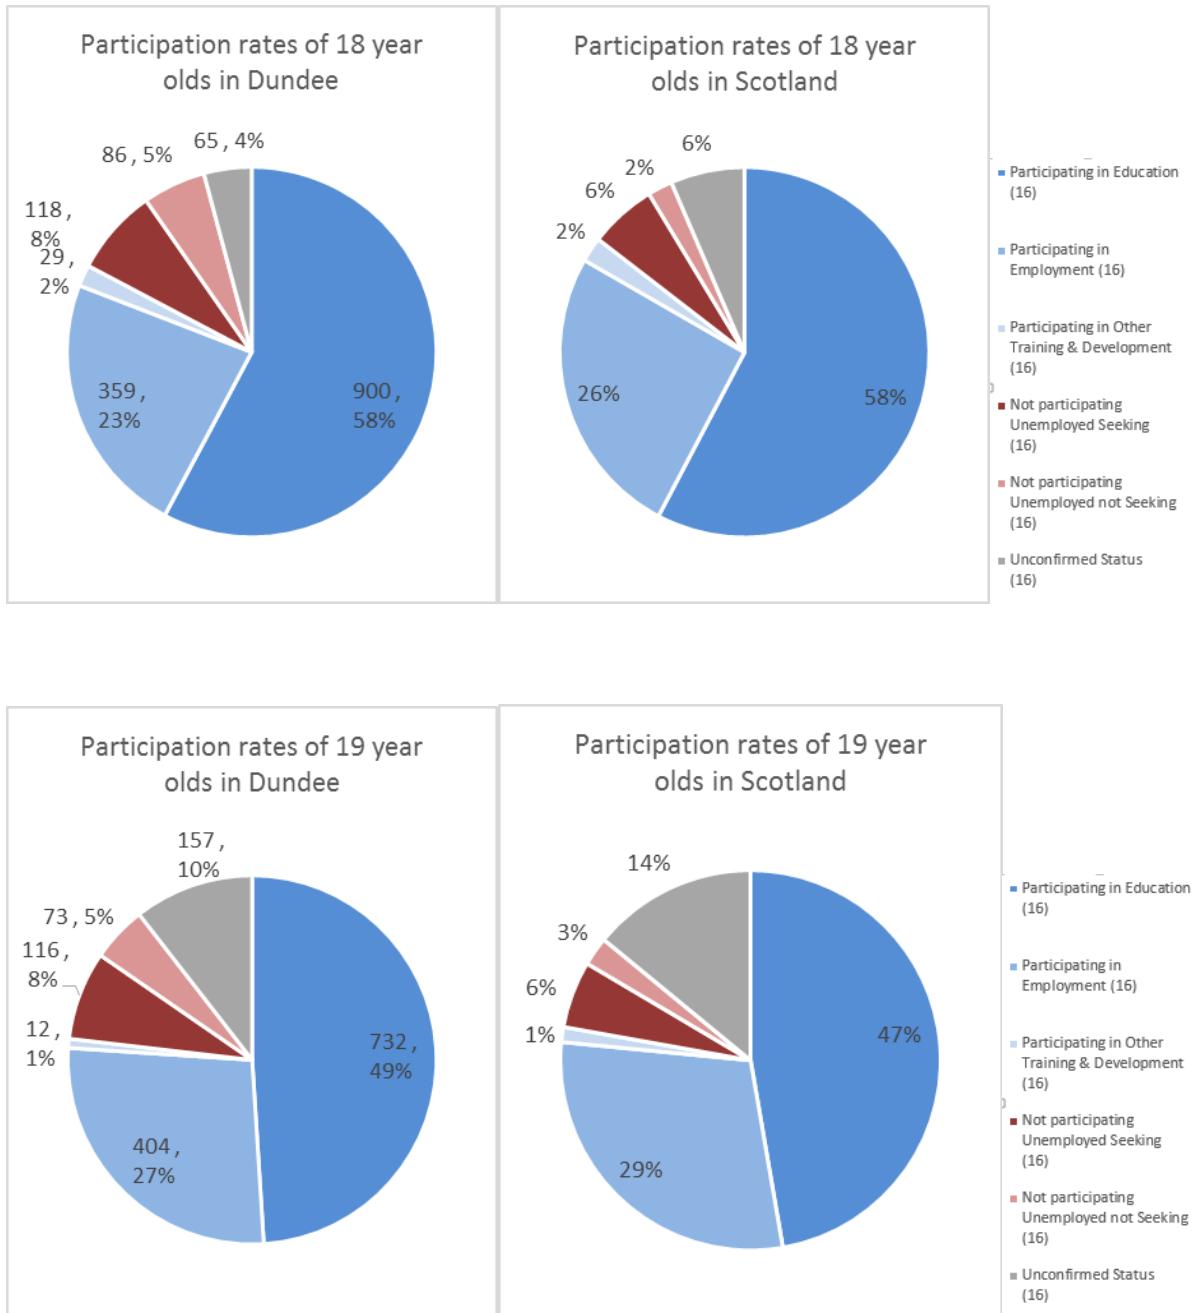 Participation rates of 18 year
olds in Dundee
65 , 4%
86 , 5%
118 ,
8%
29 ,
2%
359 ,
23%
900 ,
58%
Participation rates of 18 year
olds in Scotland
6%
2%
6%
2%
26%
58%
Participating in Education
(16)
Participating in
Employment (16)
Participating in Other
Training & Development
(16)
Not participating
Unemployed Seeking
(16)
Not participating
Unemployed not Seeking
(16)
Unconfirmed Status
(16)
Participation rates of 19 year
olds in Dundee
157 ,
10%
73 , 5%
116 ,
8%
12 ,
1%
732 ,
49%
404 ,
27%
Participation rates of 19 year
olds in Scotland
14%
3%
6%
1%
47%
29%
Participating in Education
(16)
Participating in
Employment (16)
Participating in Other
Training & Development
(16)
Not participating
Unemployed Seeking
(16)
Not participating
Unemployed not Seeking
(16)
Unconfirmed Status
(16)